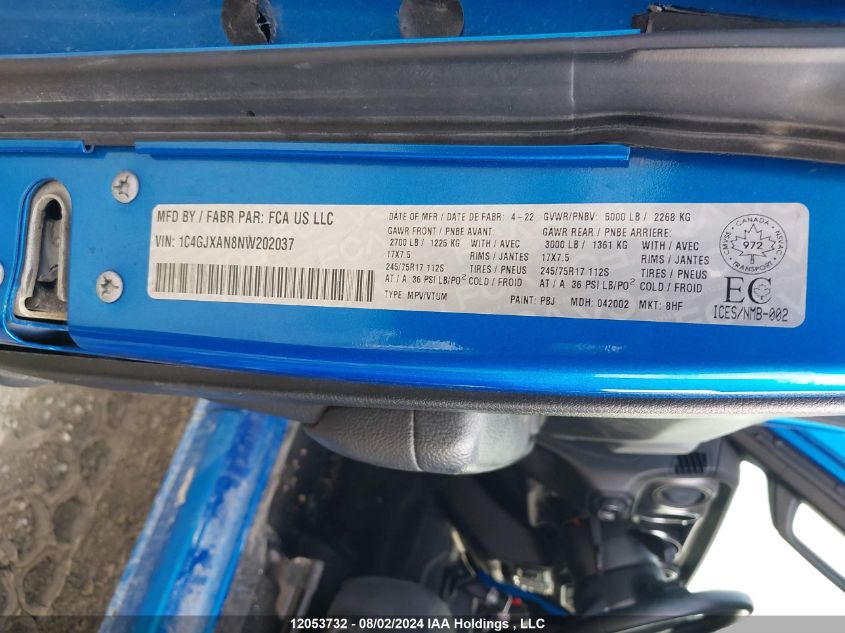 MFD BY / FABR PAR: FCA US LLC
VIN: 1C4GJXAN8NW202037
DATE OF MFR / DATE DE FABR: 4-22 GVWR/PNBV: 5000 LB / 2268 KG
GAWR FRONT / PNBE AVANT: GAWR REAR / PNBE ARRIERE:
2700 LB / 1225 KG WITH / AVEC 3000 LB / 1361 KG WITH / AVEC
17X7.5 RIMS / JANTES 17X7.5 RIMS / JANTES
245/75R17 112S TIRES / PNEUS 245/75R17 112S TIRES / PNEUS
AT / A 36 PSI LB/PO² COLD / FROID AT / A 36 PSI LB/PO² COLD / FROID
TYPE: MPV/VTUM PAINT: PBJ MDH: 042002 MKT: 8HF
CANADA
CMVSS 972 NSVAC
TRANSPORT
EC
ICES/NMB-002
12053732 - 08/02/2024 IAA Holdings , LLC